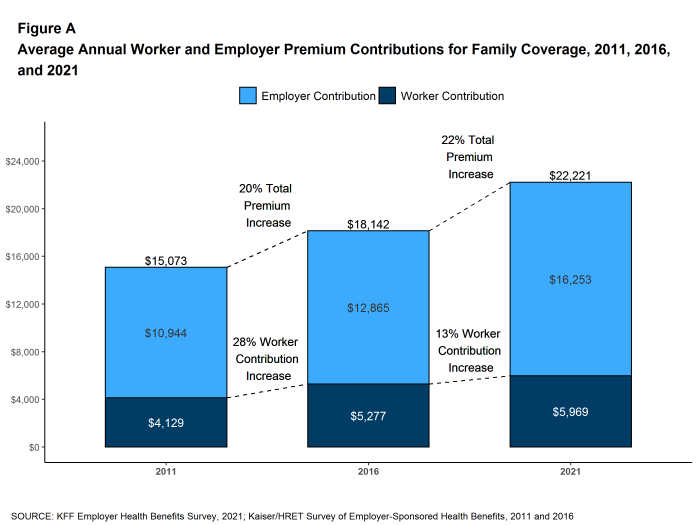 Figure A
Average Annual Worker and Employer Premium Contributions for Family Coverage, 2011, 2016,
and 2021
Employer Contribution
Worker Contribution
$24,000
$20,000
$16,000
$12,000
$8,000
$4,000
$0
$15,073
$10,944
$4,129
20% Total
Premium
Increase
28% Worker
Contribution
Increase
$18,142
$12,865
$5,277
22% Total
Premium
Increase
13% Worker
Contribution
Increase
$22,221
$16,253
$5,969
2011
2016
2021
SOURCE: KFF Employer Health Benefits Survey, 2021; Kaiser/HRET Survey of Employer-Sponsored Health Benefits, 2011 and 2016